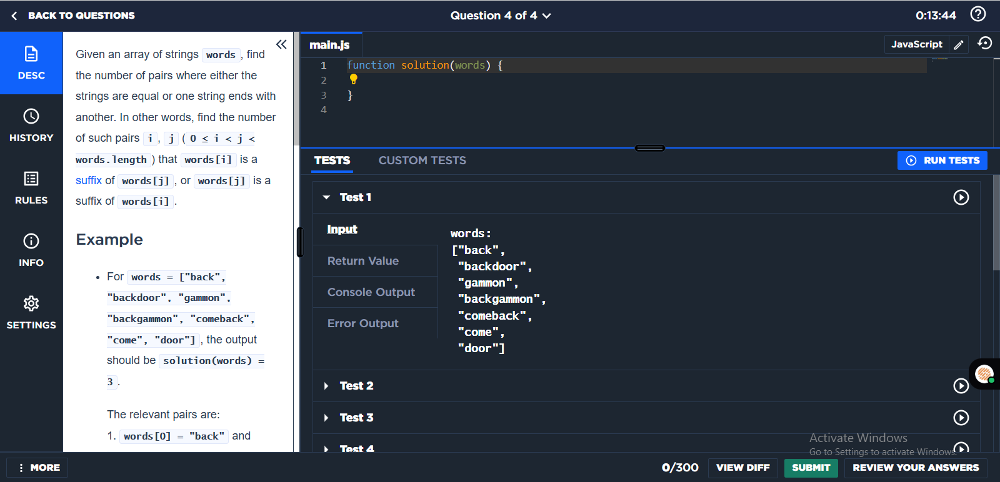 BACK TO QUESTIONS
Question 4 of 4
0:13:44
DESC
HISTORY
RULES
INFO
SETTINGS
Given an array of strings words, find
the number of pairs where either the
strings are equal or one string ends with
another. In other words, find the number
of such pairs i, j (0 ≤ i < j <
words.length) that words[i] is a
suffix of words[j], or words[j] is a
suffix of words[i].
Example
• For words = ["back",
"backdoor", "gammon",
"backgammon", "comeback",
"come", "door"], the output
should be solution(words) =
3.
The relevant pairs are:
1. words[0] = "back" and
main.js
JavaScript
1 function solution(words) {
2
3 }
4
TESTS
CUSTOM TESTS
RUN TESTS
Test 1
Input
Return Value
Console Output
Error Output
words:
["back",
"backdoor",
"gammon",
"backgammon",
"comeback",
"come",
"door"]
Test 2
Test 3
Test 4
Activate Windows
Go to Settings to activate Windows.
MORE
0/300
VIEW DIFF
SUBMIT
REVIEW YOUR ANSWERS